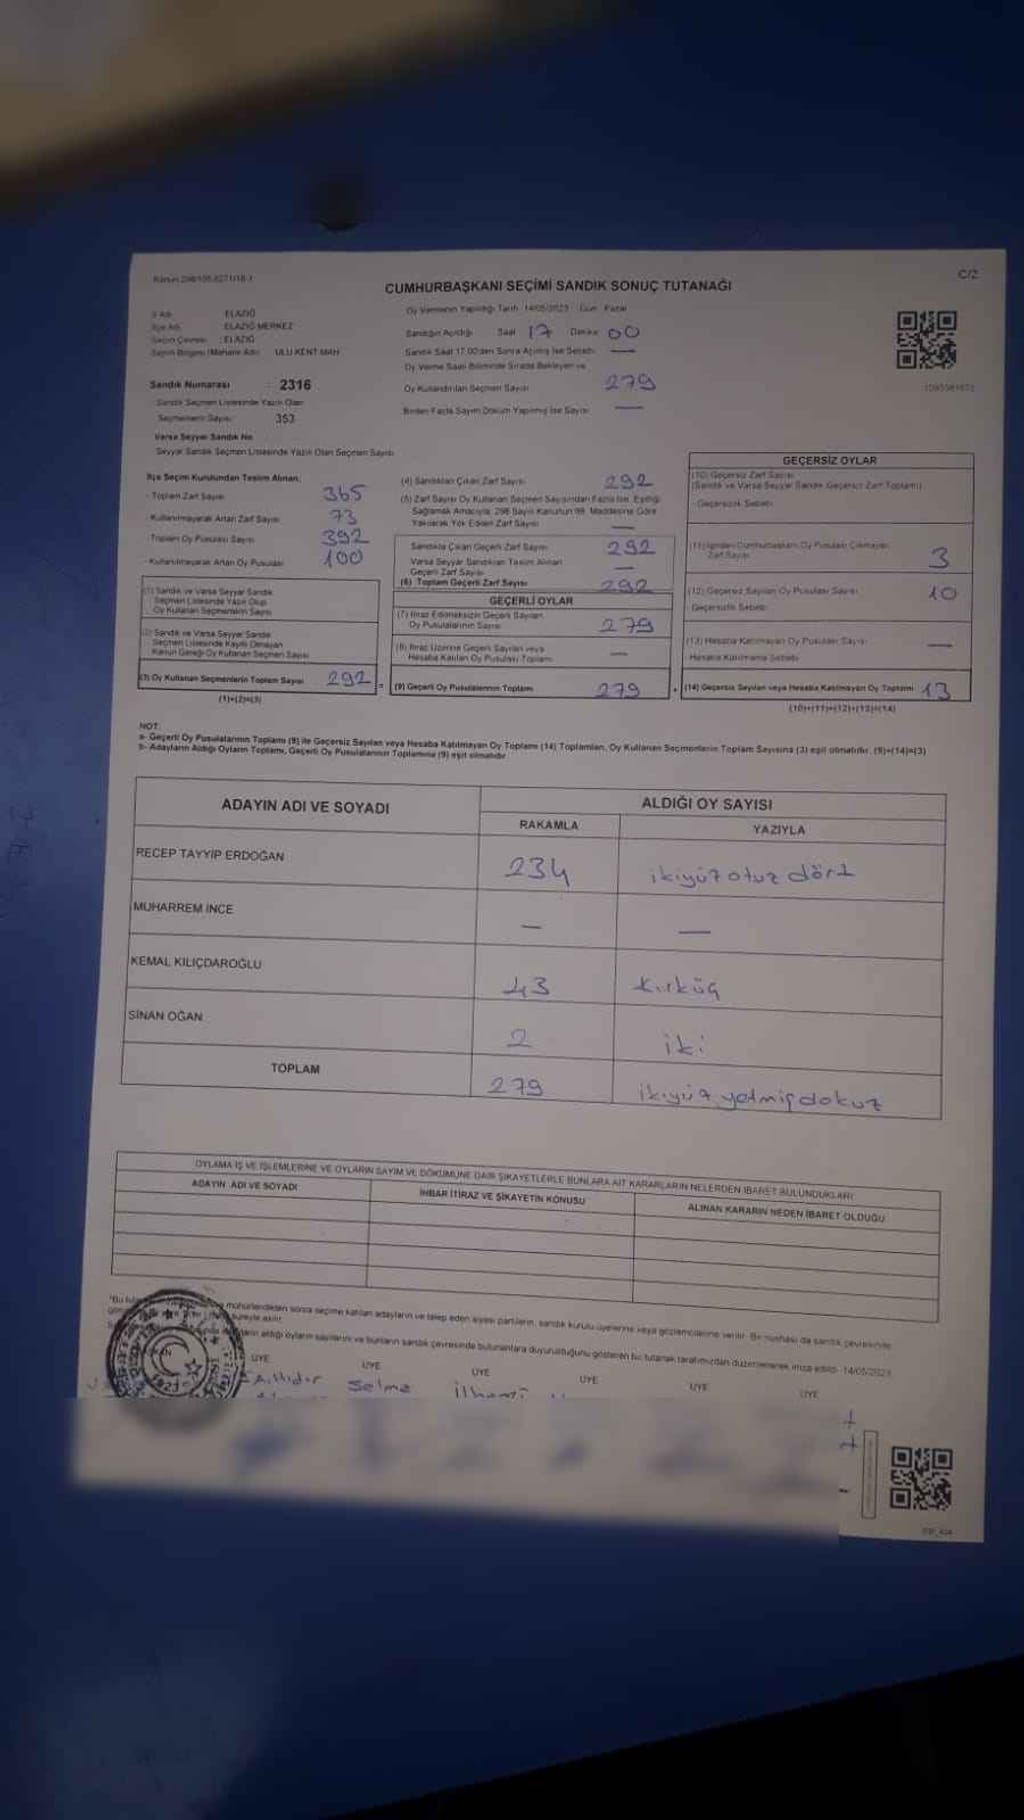 C/2
CUMHURBAŞKANI SEÇİMİ SANDIK SONUÇ TUTANAĞI
Oy Vermenin Yapıldığı Tarih 14/05/2023 Gün Pazar
İl Adı ELAZIĞ
İlçe Adı ELAZIĞ MERKEZ
Seçim Çevresi : ELAZIĞ
Seçim Bölgesi (Mahalle Adı) ULU KENT MAH
Sandık Numarası : 2316
Sandık Seçmen Listesinde Yazılı Olan
Seçmenlerin Sayısı 353
Varsa Seyyar Sandık No
Seyyar Sandık Seçmen Listesinde Yazılı Olan Seçmen Sayısı
Sandığın Açıldığı Saat 17 Dakika 00
Sandık Saat 17.00'den Sonra Açılmış İse Sebebi —
Oy Verme Saati Bitiminde Sırada Bekleyen ve
Oy Kullandırılan Seçmen Sayısı 279
Birden Fazla Sayım Döküm Yapılmış İse Sayısı —
İlçe Seçim Kurulundan Teslim Alınan;
- Toplam Zarf Sayısı 365
- Kullanılmayarak Artan Zarf Sayısı 73
- Toplam Oy Pusulası Sayısı 392
- Kullanılmayarak Artan Oy Pusulası 100
(1) Sandık ve Varsa Seyyar Sandık
Seçmen Listesinde Yazılı Olup
Oy Kullanan Seçmenlerin Sayısı
(2) Sandık ve Varsa Seyyar Sandık
Seçmen Listesinde Kayıtlı Olmayan
Kanun Gereği Oy Kullanan Seçmen Sayısı
(3) Oy Kullanan Seçmenlerin Toplam Sayısı 292
(1)+(2)=(3)
(4) Sandıktan Çıkan Zarf Sayısı 292
(5) Zarf Sayısı Oy Kullanan Seçmen Sayısından Fazla İse, Eşitliği
Sağlamak Amacıyla, 298 Sayılı Kanunun 98. Maddesine Göre
Yakılarak Yok Edilen Zarf Sayısı —
Sandıkta Çıkan Geçerli Zarf Sayısı 292
Varsa Seyyar Sandıktan Teslim Alınan
Geçerli Zarf Sayısı —
(6) Toplam Geçerli Zarf Sayısı 292
GEÇERLİ OYLAR
(7) İtiraz Edilmeksizin Geçerli Sayılan
Oy Pusulalarının Sayısı 279
(8) İtiraz Üzerine Geçerli Sayılan veya
Hesaba Katılan Oy Pusulası Toplamı —
(9) Geçerli Oy Pusulalarının Toplamı 279
GEÇERSİZ OYLAR
(10) Geçersiz Zarf Sayısı
(Sandık ve Varsa Seyyar Sandık Geçersiz Zarf Toplamı)
- Geçersizlik Sebebi
(11) İçinden Cumhurbaşkanı Oy Pusulası Çıkmayan
Zarf Sayısı 3
(12) Geçersiz Sayılan Oy Pusulası Sayısı 10
Geçersizlik Sebebi
(13) Hesaba Katılmayan Oy Pusulası Sayısı —
Hesaba Katılmama Sebebi
(14) Geçersiz Sayılan veya Hesaba Katılmayan Oy Toplamı 13
(10)+(11)+(12)+(13)=(14)
NOT:
a- Geçerli Oy Pusulalarının Toplamı (9) ile Geçersiz Sayılan veya Hesaba Katılmayan Oy Toplamı (14) Toplamları, Oy Kullanan Seçmenlerin Toplam Sayısına (3) eşit olmalıdır. (9)+(14)=(3)
b- Adayların Aldığı Oyların Toplamı, Geçerli Oy Pusulalarının Toplamına (9) eşit olmalıdır
ADAYIN ADI VE SOYADI
ALDIĞI OY SAYISI
RAKAMLA YAZIYLA
RECEP TAYYİP ERDOĞAN 234 ikiyüz otuz dört
MUHARREM İNCE — —
KEMAL KILIÇDAROĞLU 43 kırküç
SİNAN OĞAN 2 iki
TOPLAM 279 ikiyüz yetmiş dokuz
OYLAMA İŞ VE İŞLEMLERİNE VE OYLARIN SAYIM VE DÖKÜMÜNE DAİR ŞİKAYETLERLE BUNLARA AİT KARARLARIN NELERDEN İBARET BULUNDUKLARI
ADAYIN ADI VE SOYADI İHBAR İTİRAZ VE ŞİKAYETİN KONUSU ALINAN KARARIN NEDEN İBARET OLDUĞU
mühürlendikten sonra seçime katılan adayların ve talep eden siyasi partilerin, sandık kurulu üyelerine veya gözlemcilerine verilir. Bir nüshası da sandık çevresinde
aldığı oyların sayılarını ve bunların sandık çevresinde bulunanlara duyurulduğunu gösteren bu tutanak tarafımızdan düzenlenerek imza edildi. 14/05/2023
ÜYE ÜYE ÜYE ÜYE ÜYE ÜYE
Selma ilhami